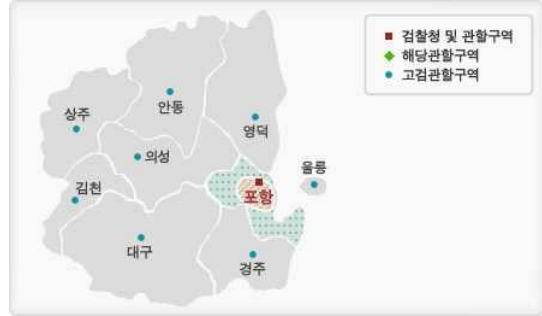 검찰청 및 관할구역
해당관할구역
고검관할구역
상주
안동
영덕
의성
울릉
김천
포항
대구
경주